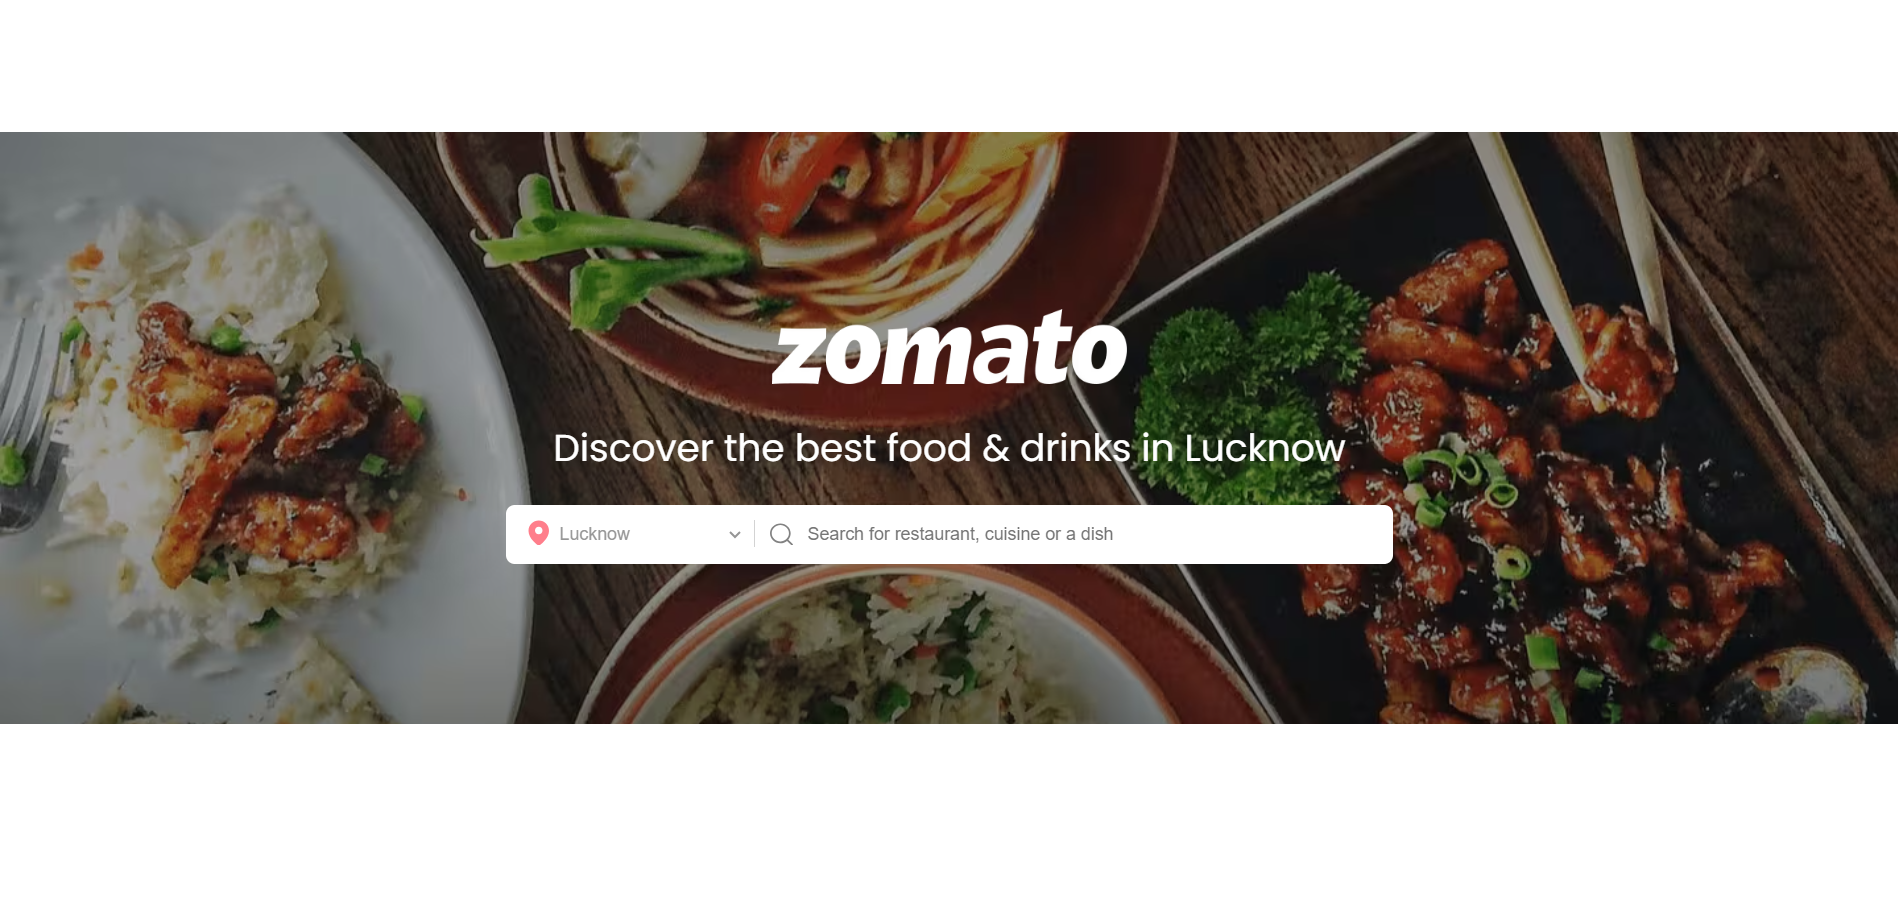 zomato
Discover the best food & drinks in Lucknow
Lucknow
Search for restaurant, cuisine or a dish